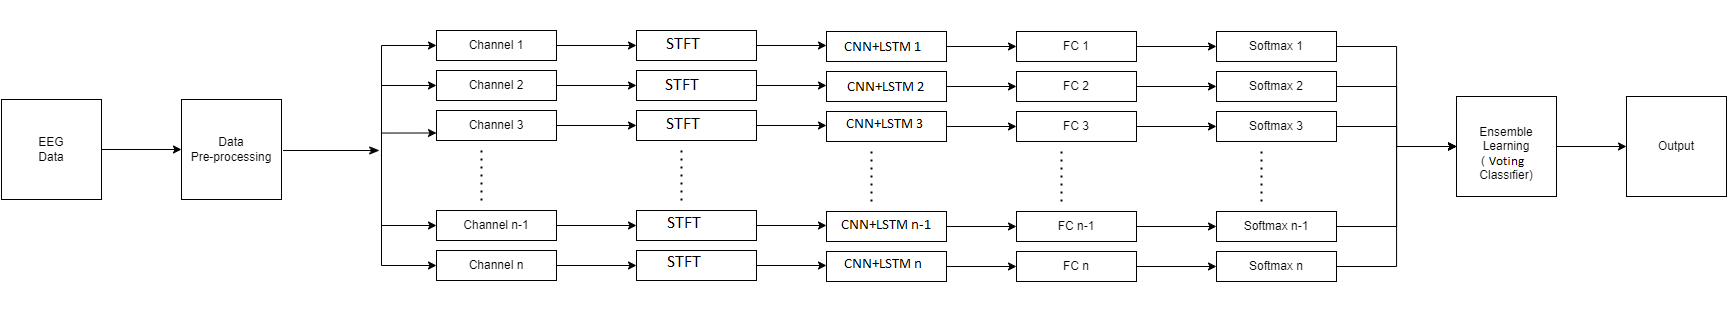 EEG
Data
Data
Pre-processing
Channel 1
STFT
CNN+LSTM 1
FC 1
Softmax 1
Channel 2
STFT
CNN+LSTM 2
FC 2
Softmax 2
Channel 3
STFT
CNN+LSTM 3
FC 3
Softmax 3
Channel n-1
STFT
CNN+LSTM n-1
FC n-1
Softmax n-1
Channel n
STFT
CNN+LSTM n
FC n
Softmax n
Ensemble
Learning
( Voting
Classifier)
Output